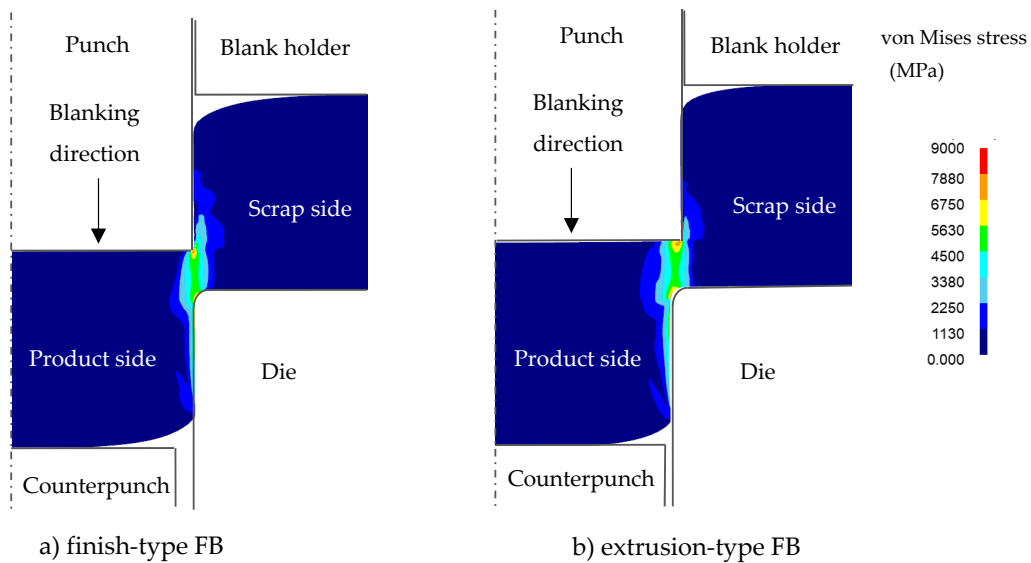 Punch
Blank holder
Blanking
direction
Scrap side
Product side
Die
Counterpunch
a) finish-type FB
Punch
Blank holder
Blanking
direction
Scrap side
Product side
Die
Counterpunch
b) extrusion-type FB
von Mises stress
(MPa)
9000
7880
6750
5630
4500
3380
2250
1130
0.000